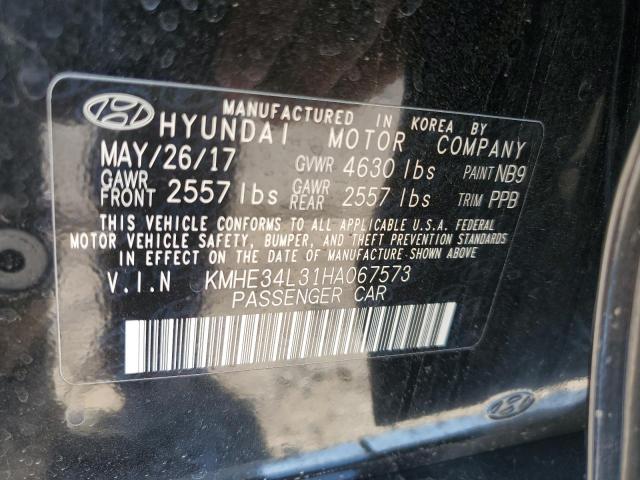 MANUFACTURED IN KOREA BY
HYUNDAI MOTOR COMPANY
MAY/26/17 GVWR 4630 lbs PAINT NB9
GAWR FRONT 2557 lbs GAWR REAR 2557 lbs TRIM PPB
THIS VEHICLE CONFORMS TO ALL APPLICABLE U.S.A. FEDERAL
MOTOR VEHICLE SAFETY, BUMPER, AND THEFT PREVENTION STANDARDS
IN EFFECT ON THE DATE OF MANUFACTURE SHOWN ABOVE.
V.I.N KMHE34L31HA067573
PASSENGER CAR